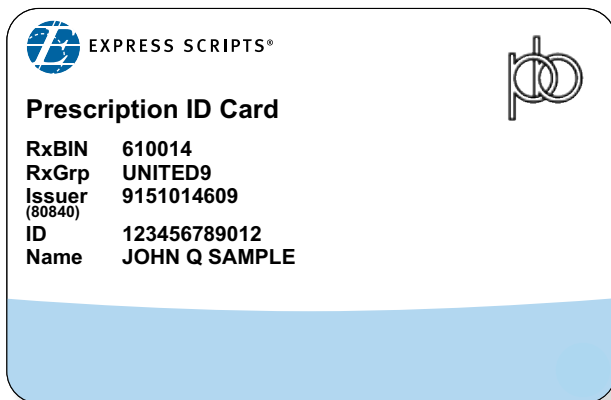 EXPRESS SCRIPTS®
Prescription ID Card
RxBIN 610014
RxGrp UNITED9
Issuer 9151014609
(80840)
ID 123456789012
Name JOHN Q SAMPLE